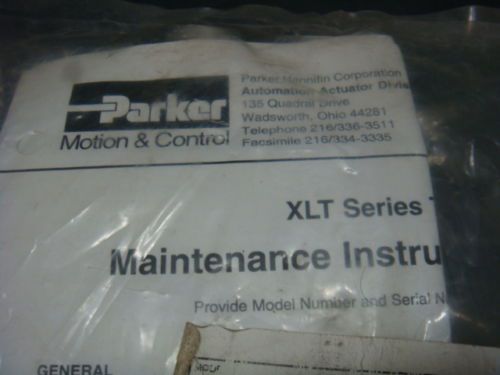 Parker
Motion & Control
Parker Hannifin Corporation
Automation Actuator Divis
135 Quadral Drive
Wadsworth, Ohio 44281
Telephone 216/336-3511
Facsimile 216/334-3335
XLT Series
Maintenance Instru
Provide Model Number and Serial N
GENERAL